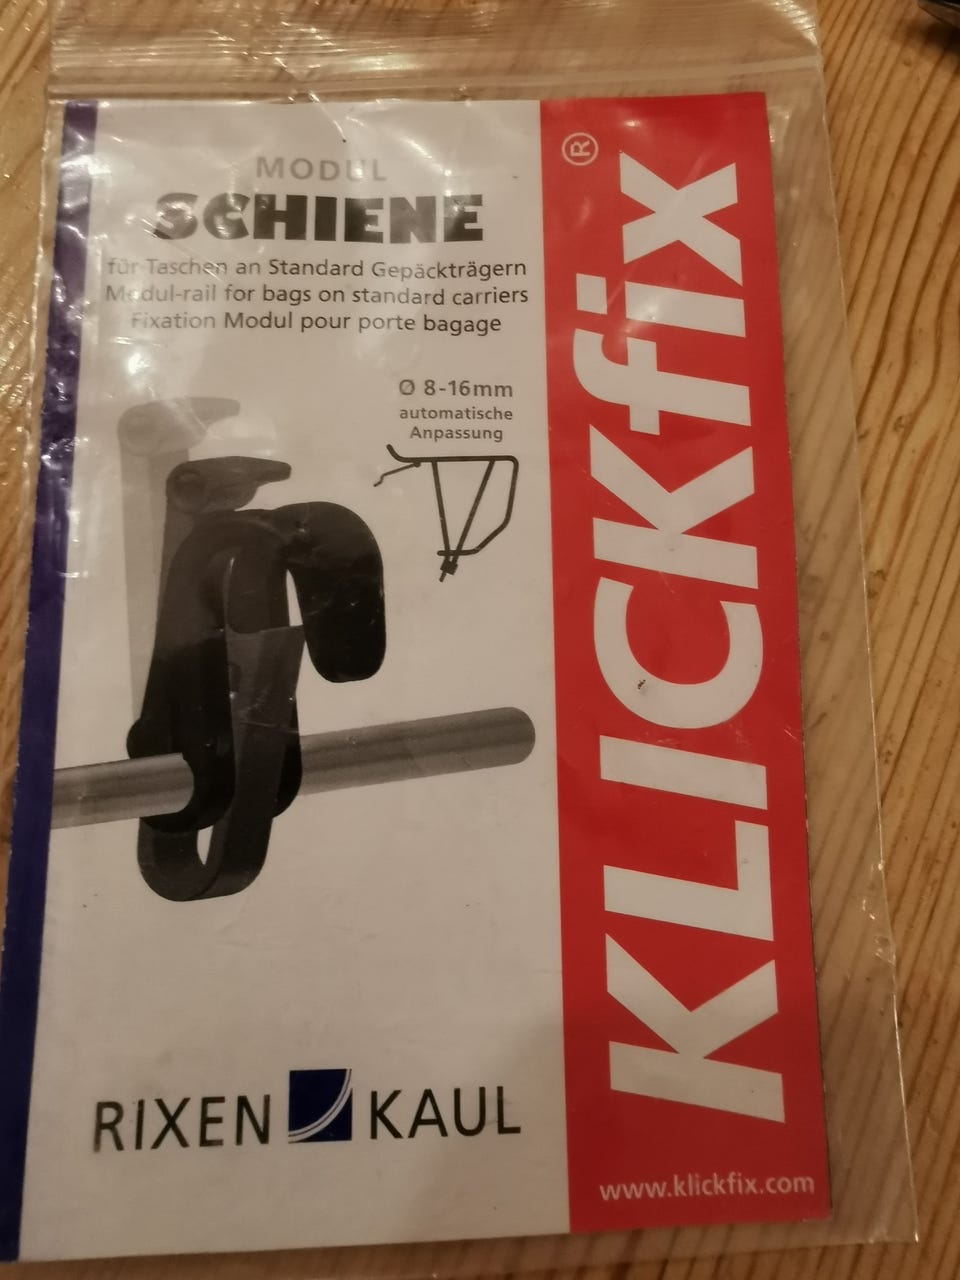 MODUL
SCHIENE
für Taschen an Standard Gepäckträgern
Modul-rail for bags on standard carriers
Fixation Modul pour porte bagage
Ø 8-16mm
automatische
Anpassung
RIXEN KAUL
KLICKfix®
www.klickfix.com